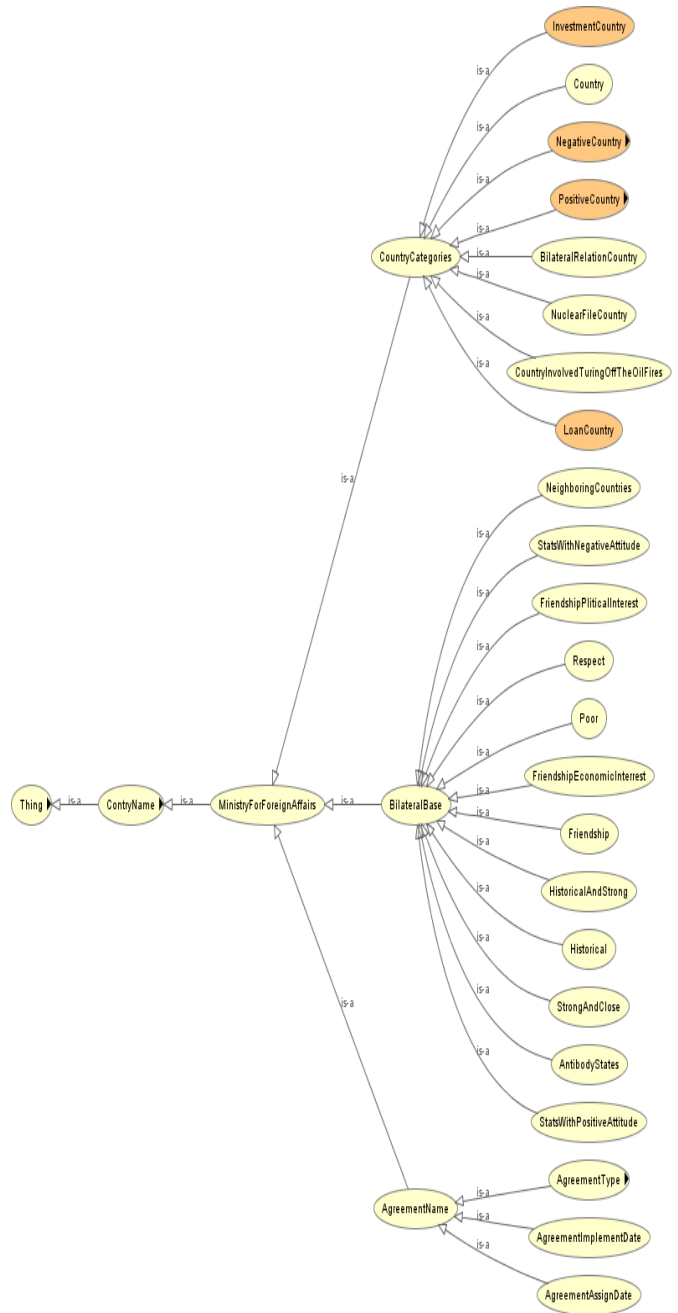 InvestmentCountry
is-a
Country
is-a
NegativeCountry
is-a
PositiveCountry
is-a
CountryCategories
is-a
BilateralRelationCountry
is-a
NuclearFileCountry
is-a
CountryInvolvedTuringOffTheOilFires
is-a
LoanCountry
is-a
NeighboringCountries
is-a
StatsWithNegativeAttitude
is-a
FriendshipPliticalInterest
is-a
Respect
is-a
Poor
is-a
FriendshipEconomicInterrest
is-a
Thing
is-a
ContryName
is-a
MinistryForForeignAffairs
is-a
BilateralBase
is-a
Friendship
is-a
HistoricalAndStrong
is-a
Historical
is-a
StrongAndClose
is-a
AntibodyStates
is-a
StatsWithPositiveAttitude
is-a
AgreementType
is-a
AgreementName
is-a
AgreementImplementDate
is-a
AgreementAssignDate